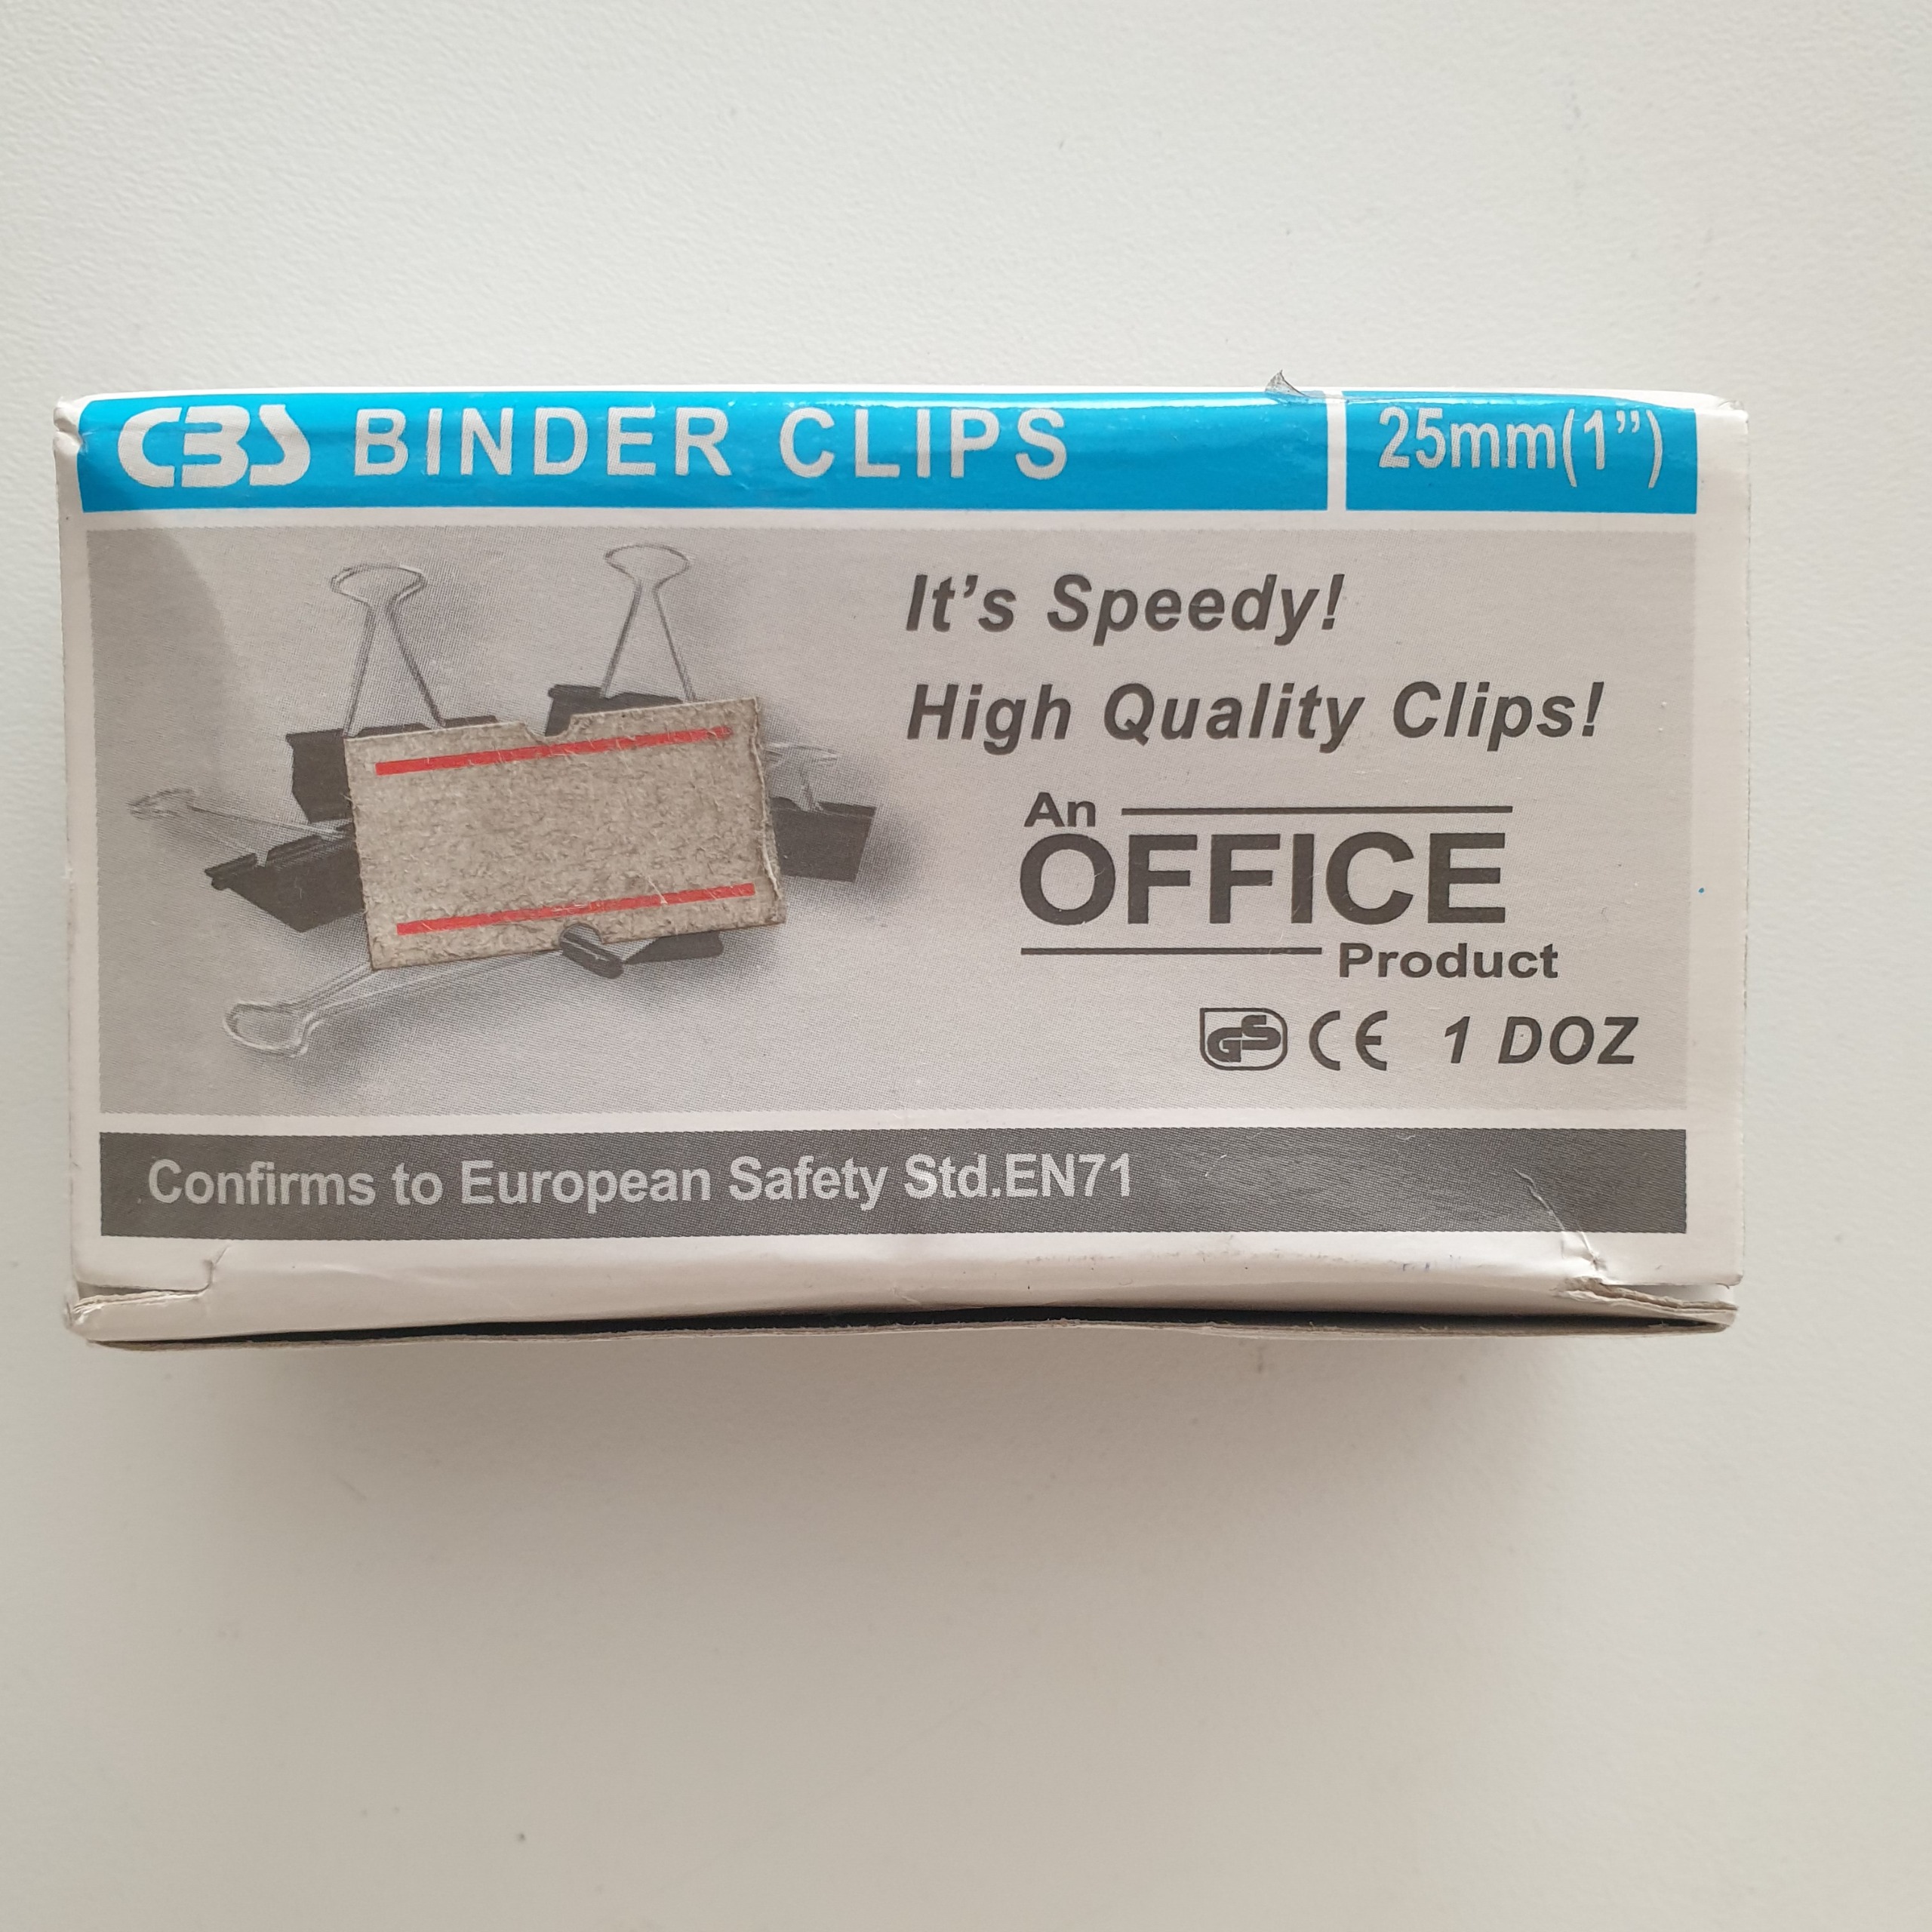 CBS BINDER CLIPS 25mm(1”)
It’s Speedy!
High Quality Clips!
An
OFFICE
Product
GS CE 1 DOZ
Confirms to European Safety Std.EN71